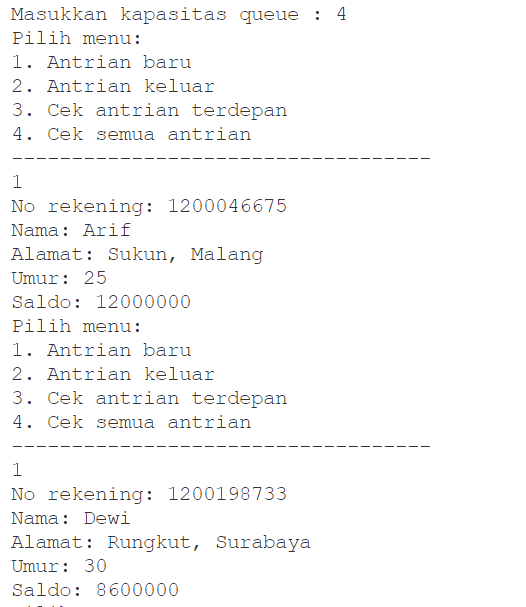 Masukkan kapasitas queue : 4
Pilih menu:
1. Antrian baru
2. Antrian keluar
3. Cek antrian terdepan
4. Cek semua antrian
-----------------------------------
1
No rekening: 1200046675
Nama: Arif
Alamat: Sukun, Malang
Umur: 25
Saldo: 12000000
Pilih menu:
1. Antrian baru
2. Antrian keluar
3. Cek antrian terdepan
4. Cek semua antrian
-----------------------------------
1
No rekening: 1200198733
Nama: Dewi
Alamat: Rungkut, Surabaya
Umur: 30
Saldo: 8600000